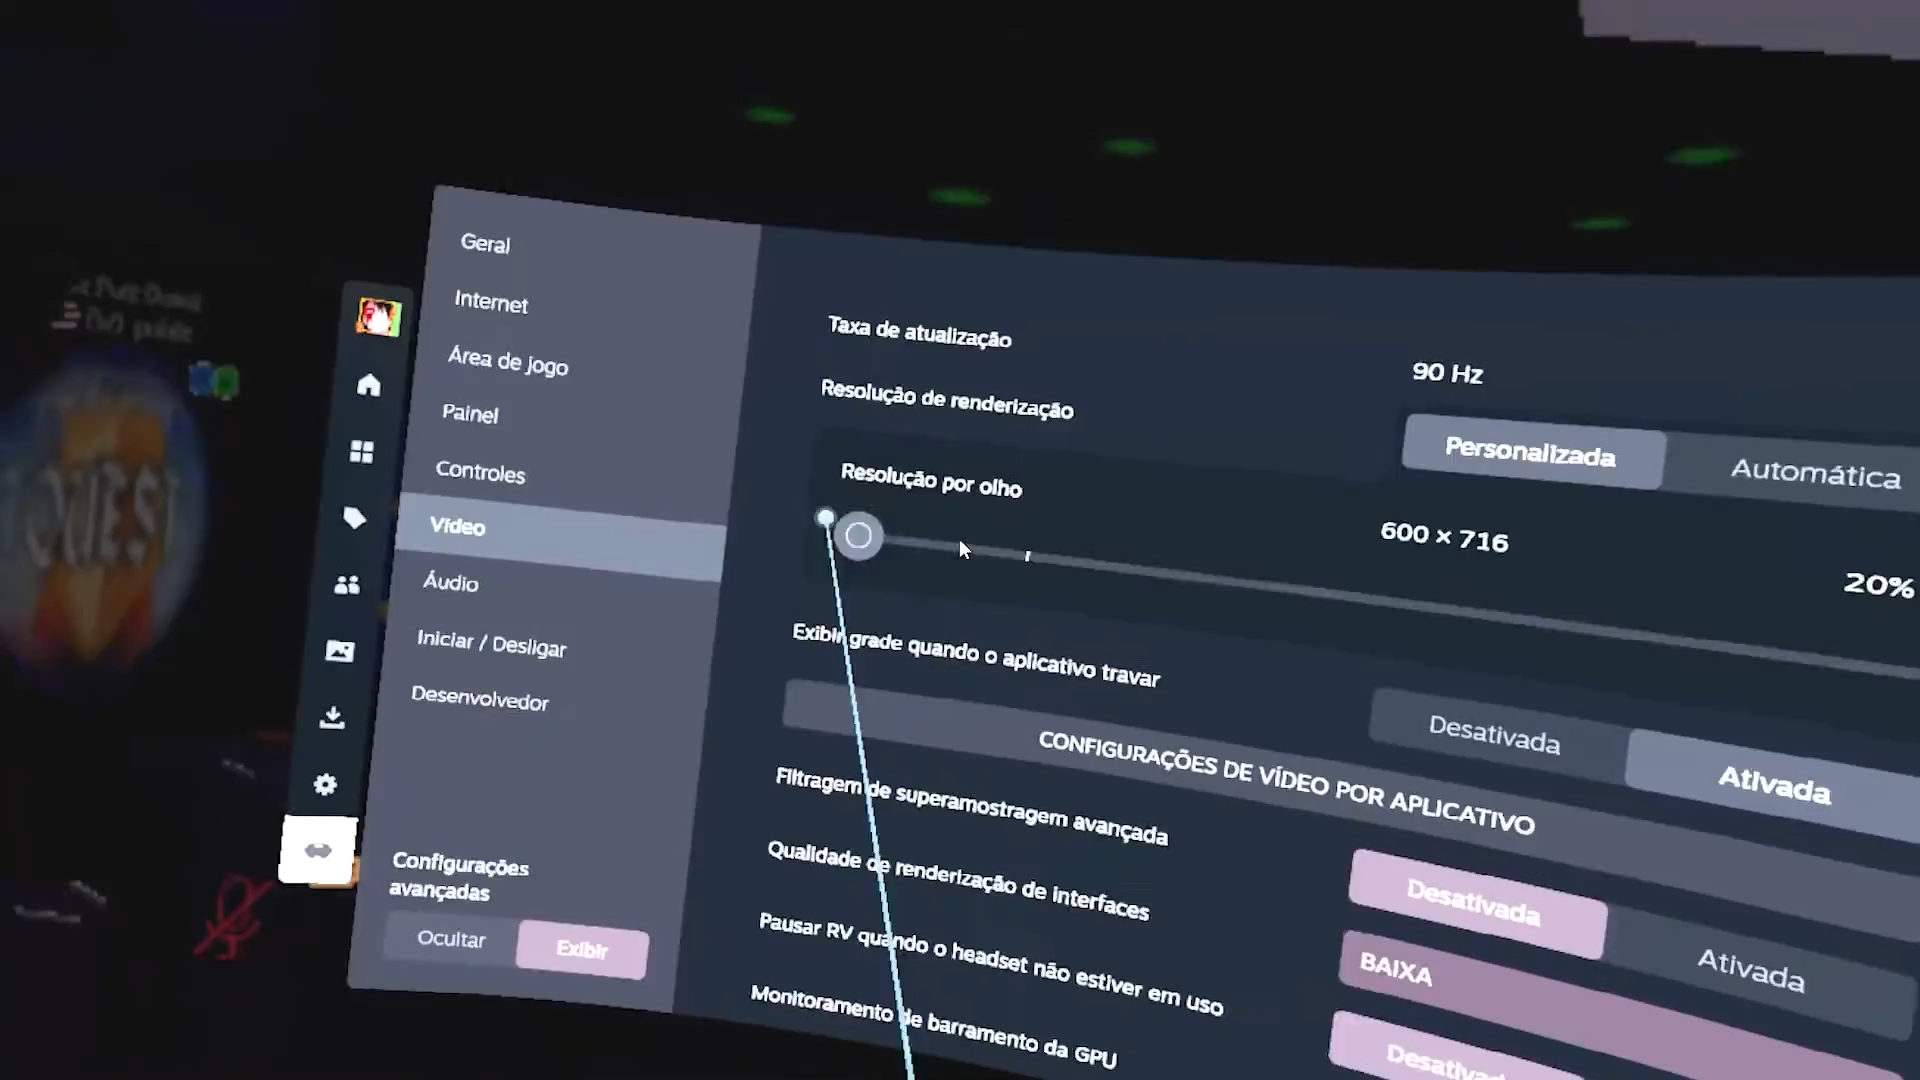 Geral
Internet
Área de jogo
Painel
Controles
Vídeo
Áudio
Iniciar / Desligar
Desenvolvedor
Configurações
avançadas
Ocultar
Exibir
Taxa de atualização
90 Hz
Resolução de renderização
Personalizada
Automática
Resolução por olho
600 × 716
20%
Exibir grade quando o aplicativo travar
Desativada
Ativada
CONFIGURAÇÕES DE VÍDEO POR APLICATIVO
Filtragem de superamostragem avançada
Desativada
Ativada
Qualidade de renderização de interfaces
BAIXA
Pausar RV quando o headset não estiver em uso
Monitoramento de barramento da GPU